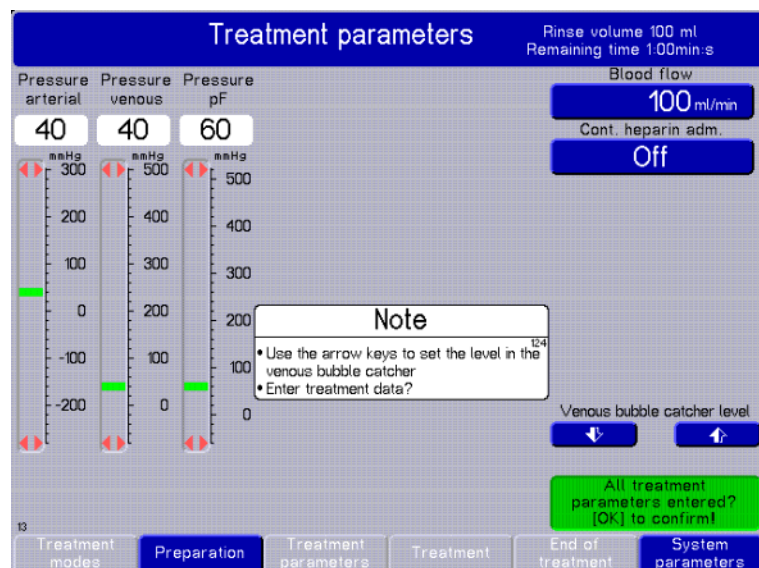 Treatment parameters
Rinse volume 100 ml
Remaining time 1:00min:s
Pressure arterial
Pressure venous
Pressure pF
40
40
60
mmHg
300
200
100
0
-100
-200
mmHg
500
400
300
200
100
0
mmHg
500
400
300
200
100
0
Blood flow
100 ml/min
Cont. heparin adm.
Off
Note
124
•Use the arrow keys to set the level in the
venous bubble catcher
•Enter treatment data?
Venous bubble catcher level
All treatment
parameters entered?
[OK] to confirm!
13
Treatment
modes
Preparation
Treatment
parameters
Treatment
End of
treatment
System
parameters